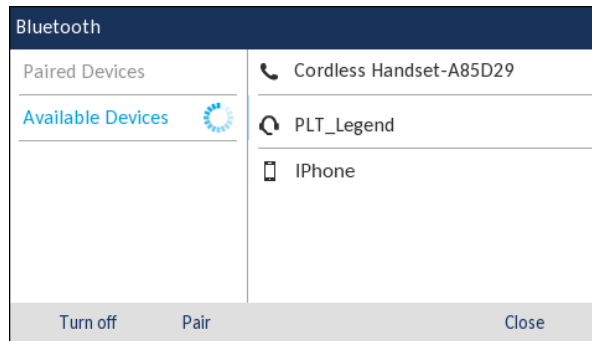 Bluetooth
Paired Devices
Available Devices
Cordless Handset-A85D29
PLT_Legend
IPhone
Turn off Pair Close